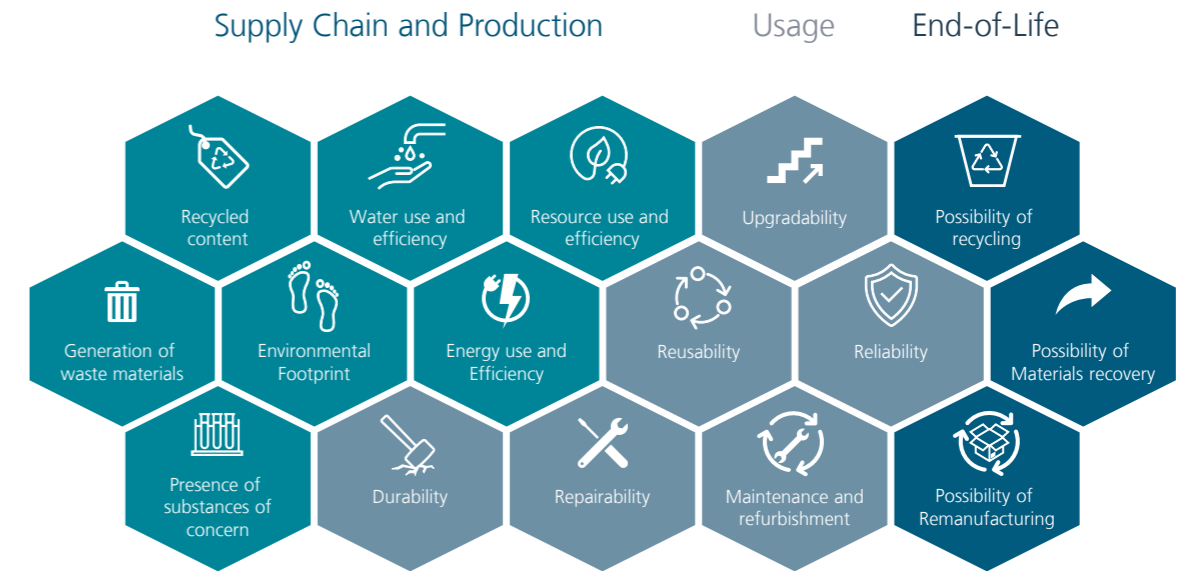 Supply Chain and Production
Usage
End-of-Life
Recycled
content
Water use and
efficiency
Resource use and
efficiency
Upgradability
Possibility of
recycling
Generation of
waste materials
Environmental
Footprint
Energy use and
Efficiency
Reusability
Reliability
Possibility of
Materials recovery
Presence of
substances of
concern
Durability
Repairability
Maintenance and
refurbishment
Possibility of
Remanufacturing